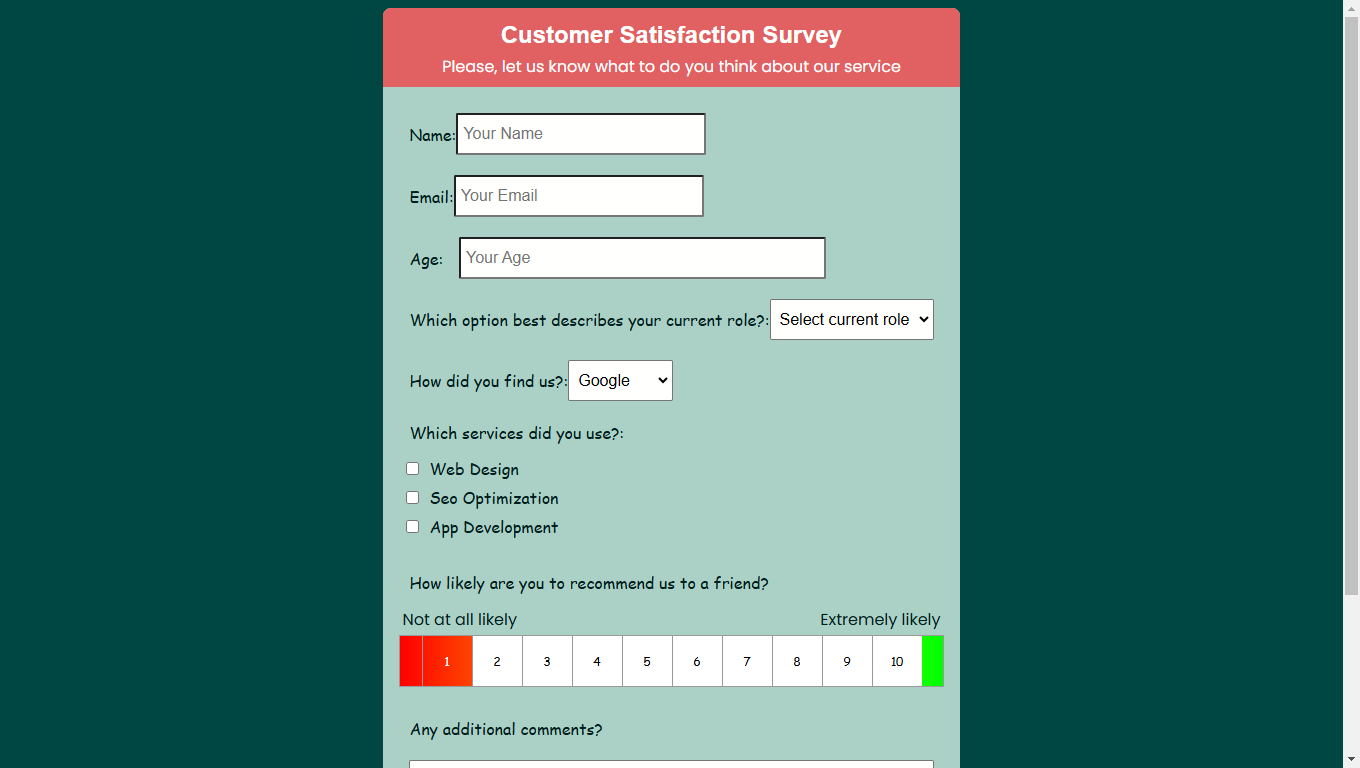 Customer Satisfaction Survey
Please, let us know what to do you think about our service
Name: Your Name
Email: Your Email
Age: Your Age
Which option best describes your current role?: Select current role
How did you find us?: Google
Which services did you use?:
Web Design
Seo Optimization
App Development
How likely are you to recommend us to a friend?
Not at all likely Extremely likely
1 2 3 4 5 6 7 8 9 10
Any additional comments?